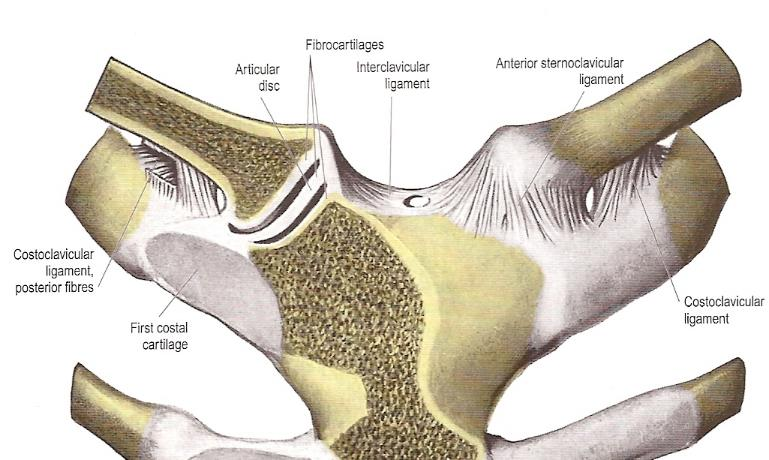 Fibrocartilages
Articular
disc
Interclavicular
ligament
Anterior sternoclavicular
ligament
Costoclavicular
ligament,
posterior fibres
First costal
cartilage
Costoclavicular
ligament